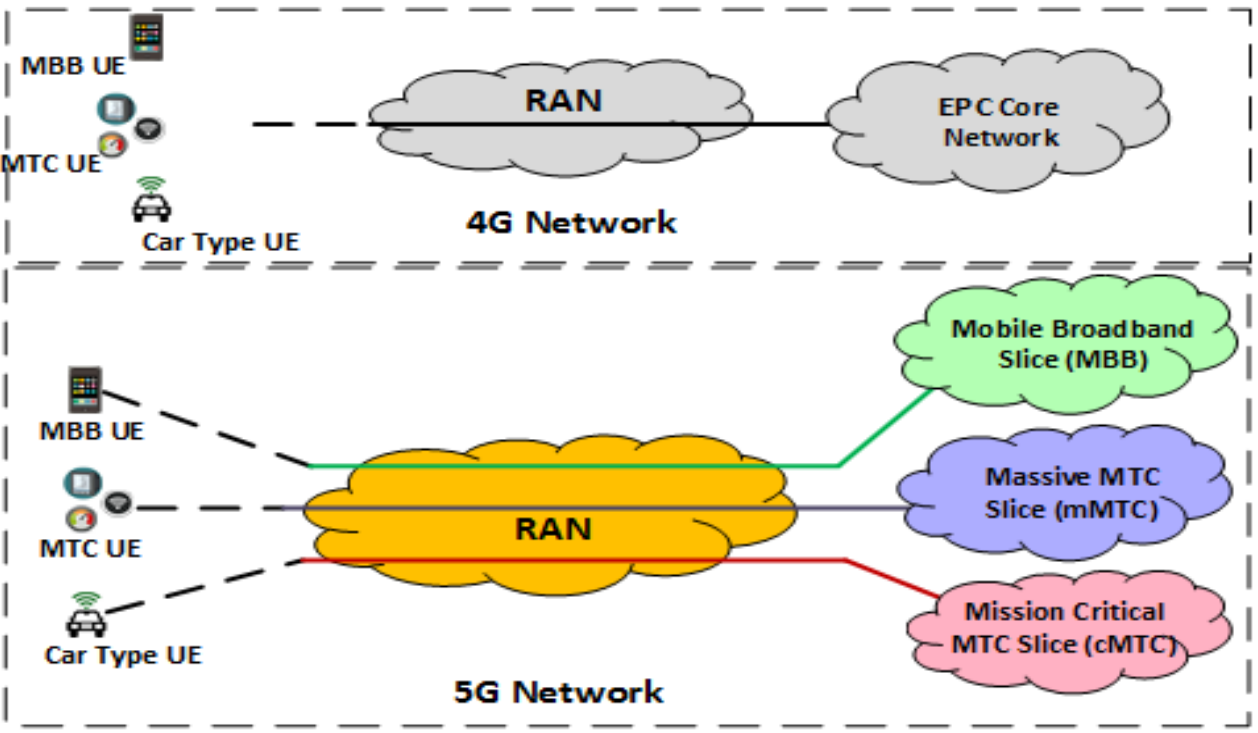 MBB UE
MTC UE
Car Type UE
RAN
EPC Core
Network
4G Network
MBB UE
MTC UE
Car Type UE
RAN
Mobile Broadband
Slice (MBB)
Massive MTC
Slice (mMTC)
Mission Critical
MTC Slice (cMTC)
5G Network